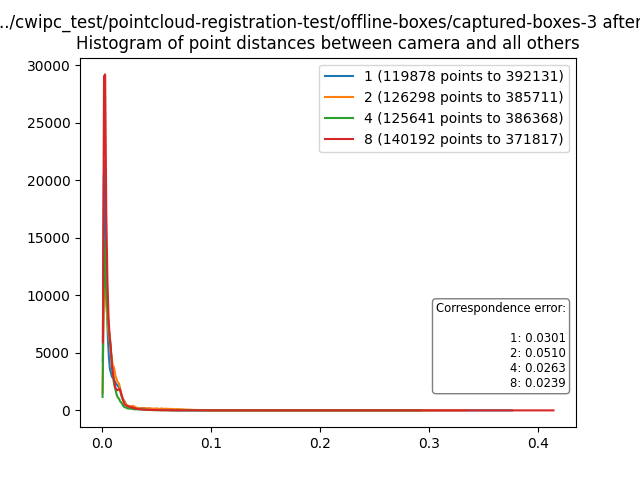 ../cwipc_test/pointcloud-registration-test/offline-boxes/captured-boxes-3 after
Histogram of point distances between camera and all others
30000
25000
20000
15000
10000
5000
0
0.0
0.1
0.2
0.3
0.4
1 (119878 points to 392131)
2 (126298 points to 385711)
4 (125641 points to 386368)
8 (140192 points to 371817)
Correspondence error:
1: 0.0301
2: 0.0510
4: 0.0263
8: 0.0239